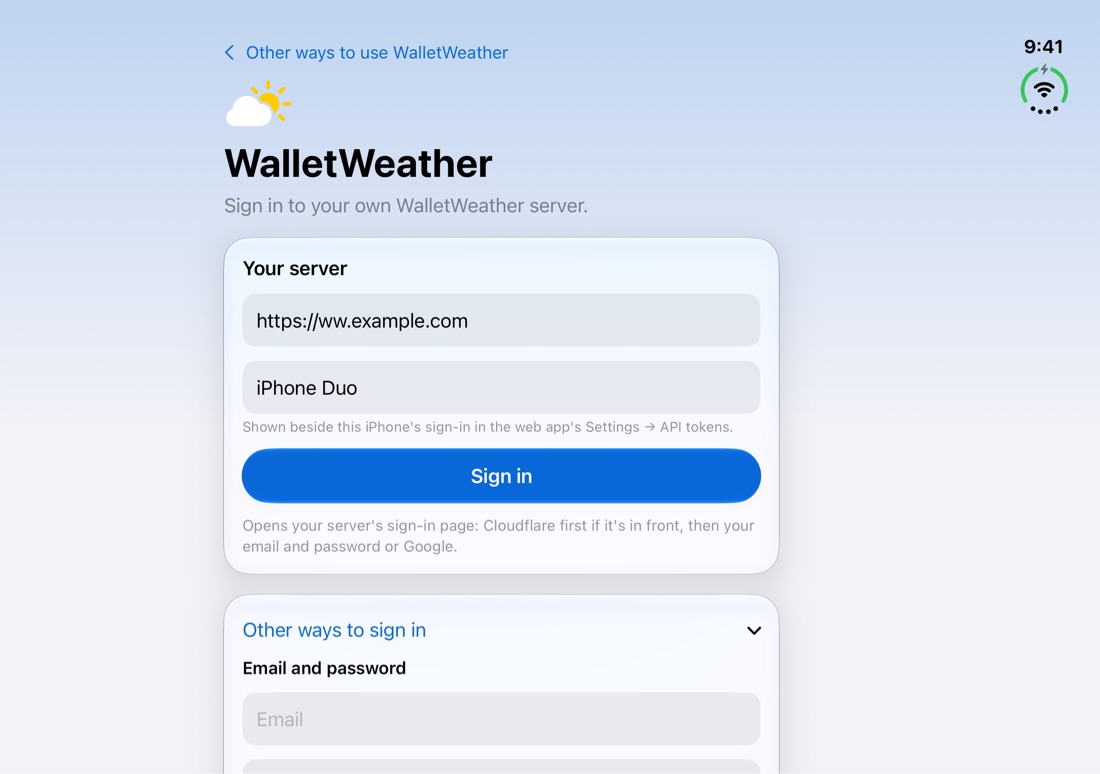 Other ways to use WalletWeather
9:41
WalletWeather
Sign in to your own WalletWeather server.
Your server
https://ww.example.com
iPhone Duo
Shown beside this iPhone's sign-in in the web app's Settings → API tokens.
Sign in
Opens your server's sign-in page: Cloudflare first if it's in front, then your
email and password or Google.
Other ways to sign in
Email and password
Email